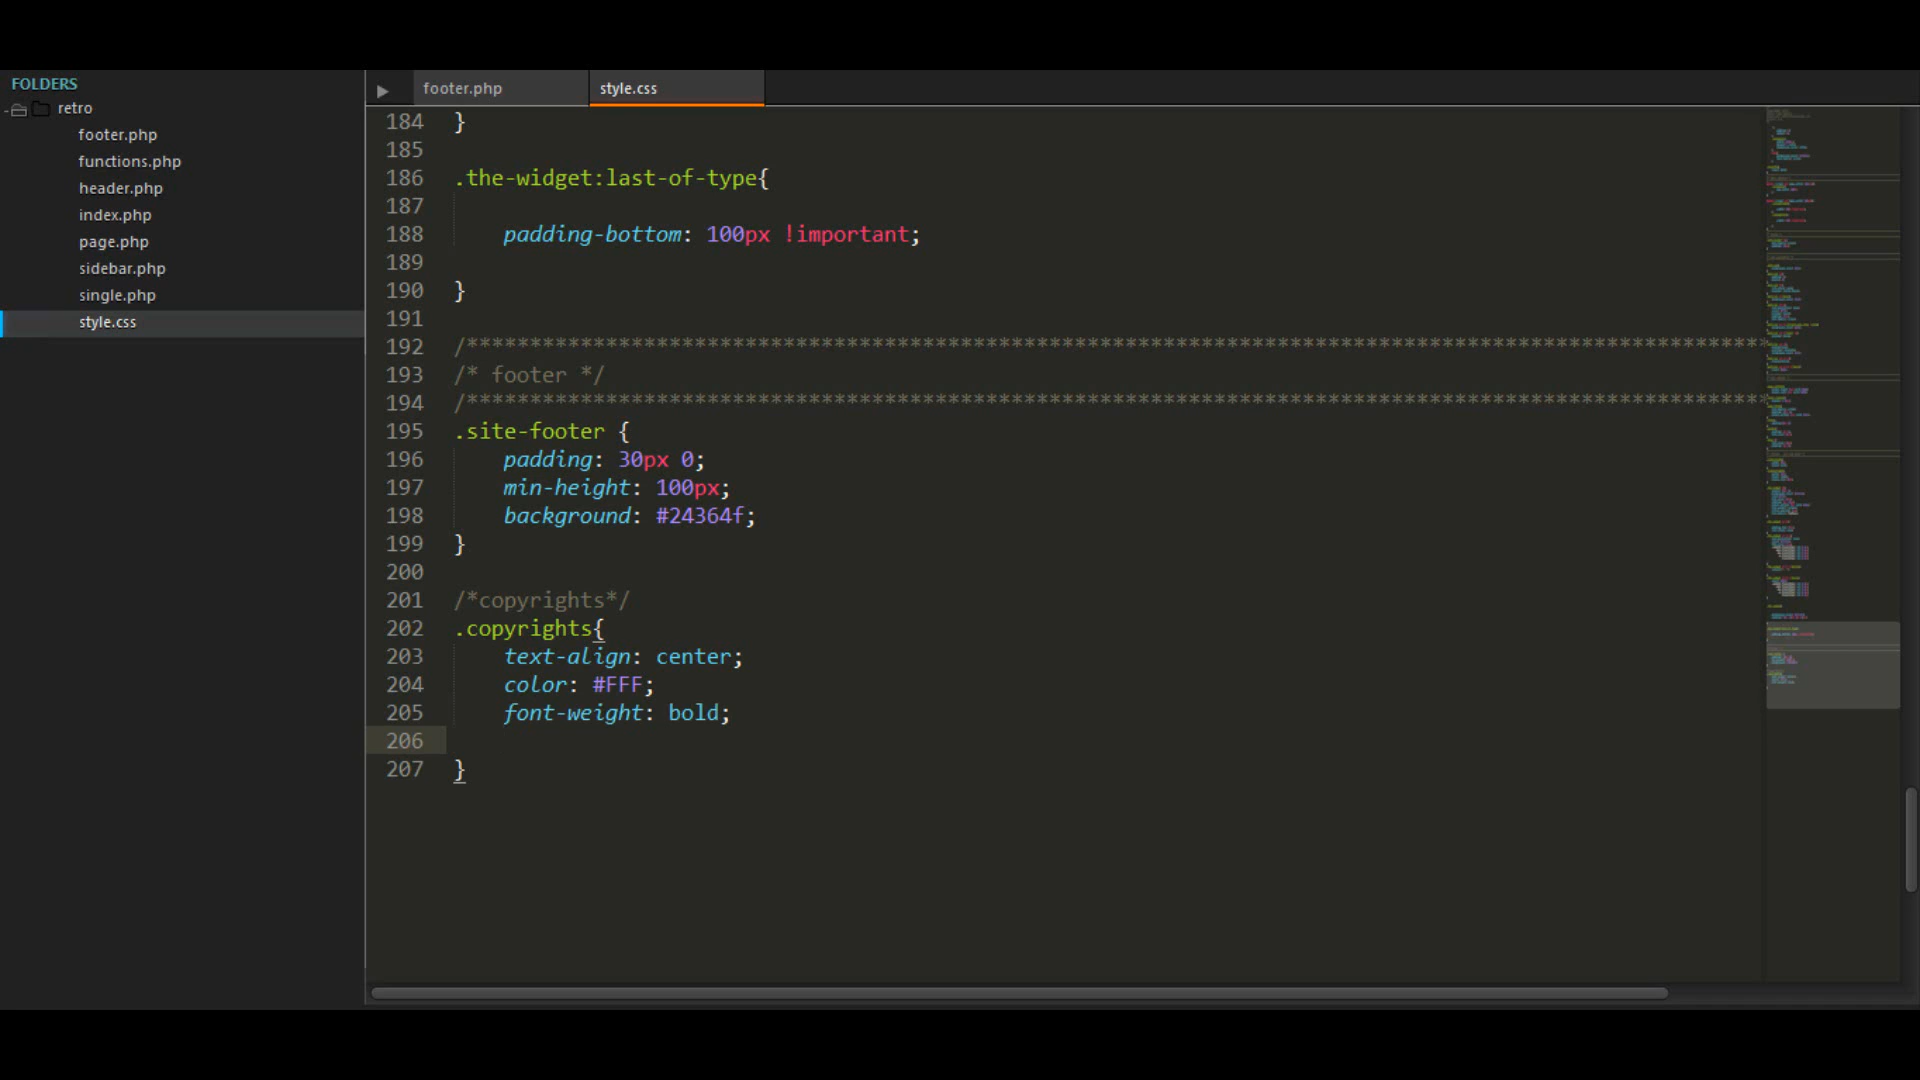 FOLDERS
retro
footer.php
functions.php
header.php
index.php
page.php
sidebar.php
single.php
style.css
footer.php
style.css
184 }
185
186 .the-widget:last-of-type{
187
188 padding-bottom: 100px !important;
189
190 }
191
192 /*******************************************************************************************************
193 /* footer */
194 /*******************************************************************************************************
195 .site-footer {
196 padding: 30px 0;
197 min-height: 100px;
198 background: #24364f;
199 }
200
201 /*copyrights*/
202 .copyrights{
203 text-align: center;
204 color: #FFF;
205 font-weight: bold;
206
207 }